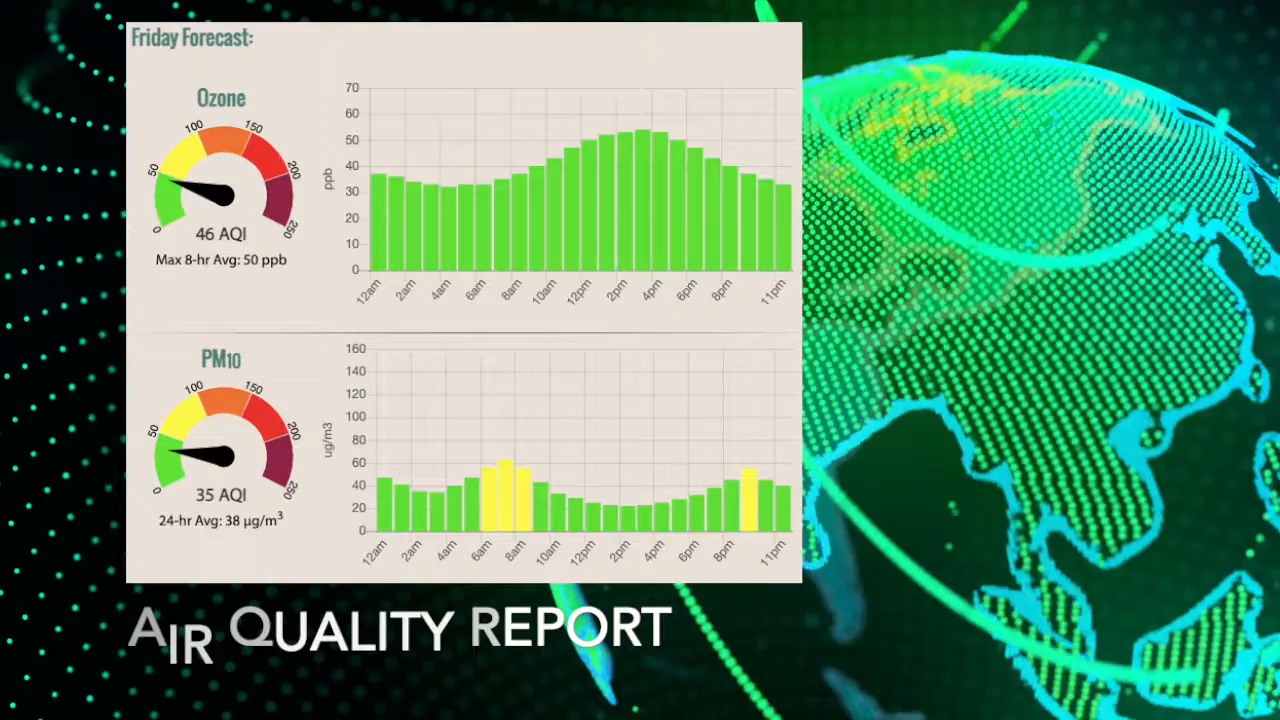 Friday Forecast:
Ozone
0
50
100
150
200
250
46 AQI
Max 8-hr Avg: 50 ppb
ppb
70
60
50
40
30
20
10
0
12am 2am 4am 6am 8am 10am 12pm 2pm 4pm 6pm 8pm 11pm
PM10
0
50
100
150
200
250
35 AQI
24-hr Avg: 38 µg/m³
ug/m3
160
140
120
100
80
60
40
20
0
12am 2am 4am 6am 8am 10am 12pm 2pm 4pm 6pm 8pm 11pm
AIR QUALITY REPORT